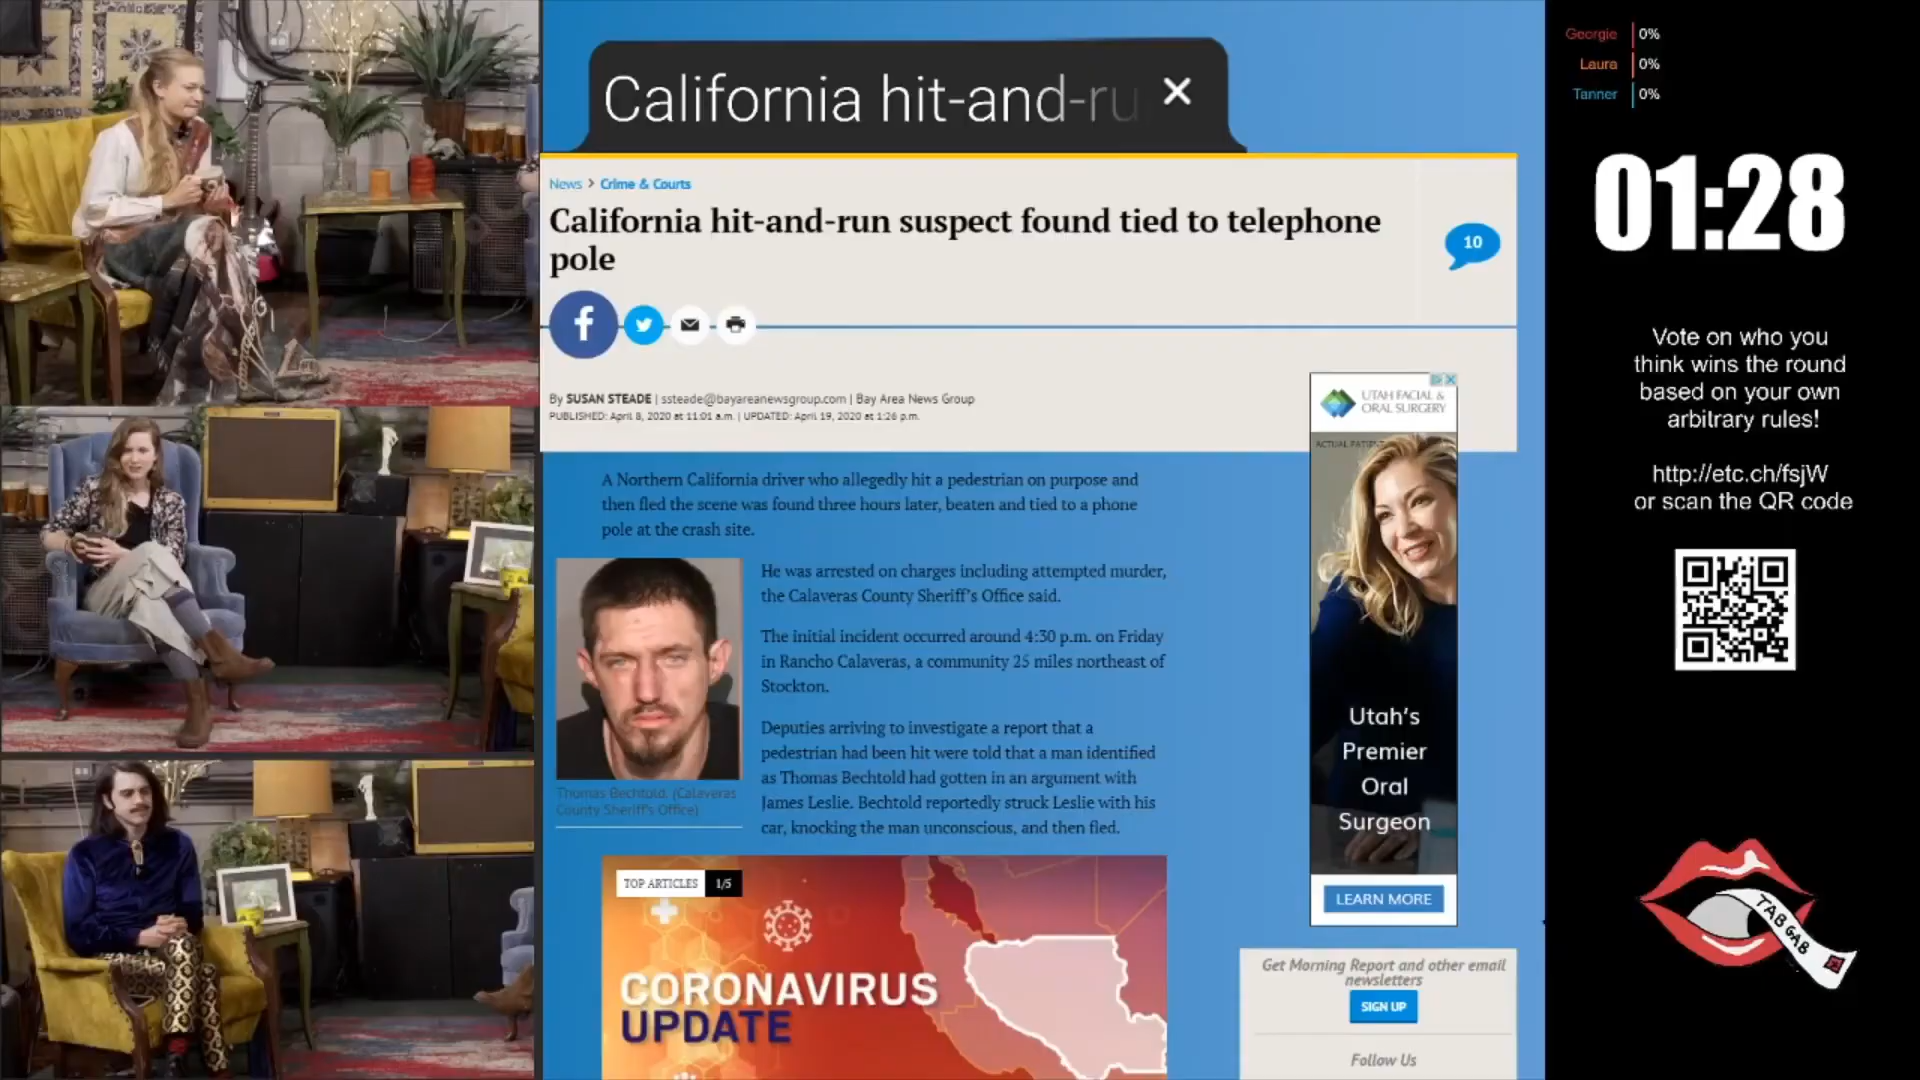 California hit-and-ru
News > Crime & Courts
California hit-and-run suspect found tied to telephone
pole
10
By SUSAN STEADE | ssteade@bayareanewsgroup.com | Bay Area News Group
PUBLISHED: April 8, 2020 at 11:01 a.m. | UPDATED: April 19, 2020 at 1:26 p.m.
A Northern California driver who allegedly hit a pedestrian on purpose and
then fled the scene was found three hours later, beaten and tied to a phone
pole at the crash site.
He was arrested on charges including attempted murder,
the Calaveras County Sheriff's Office said.
The initial incident occurred around 4:30 p.m. on Friday
in Rancho Calaveras, a community 25 miles northeast of
Stockton.
Deputies arriving to investigate a report that a
pedestrian had been hit were told that a man identified
as Thomas Bechtold had gotten in an argument with
James Leslie. Bechtold reportedly struck Leslie with his
car, knocking the man unconscious, and then fled.
Thomas Bechtold. (Calaveras
County Sheriff's Office)
TOP ARTICLES 1/5
CORONAVIRUS
UPDATE
UTAH FACIAL &
ORAL SURGERY
ACTUAL PATIENT
Utah's
Premier
Oral
Surgeon
LEARN MORE
Get Morning Report and other email
newsletters
SIGN UP
Follow Us
Georgie 0%
Laura 0%
Tanner 0%
01:28
Vote on who you
think wins the round
based on your own
arbitrary rules!
http://etc.ch/fsjW
or scan the QR code
TAB GAB